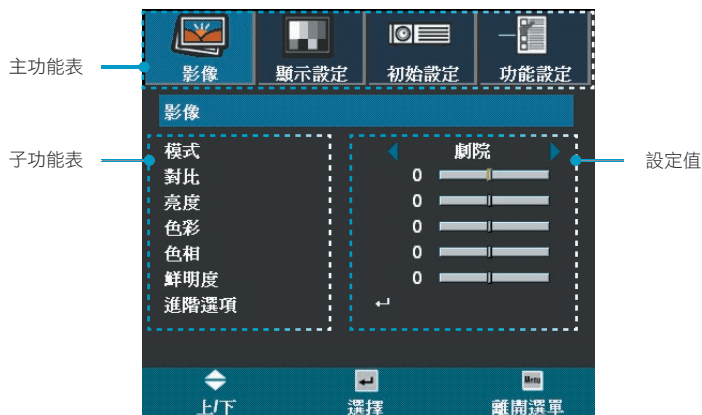 影像 顯示設定 初始設定 功能設定
主功能表
影像
子功能表
設定值
模式 劇院
對比 0
亮度 0
色彩 0
色相 0
鮮明度 0
進階選項
Menu
上/下 選擇 離開選單